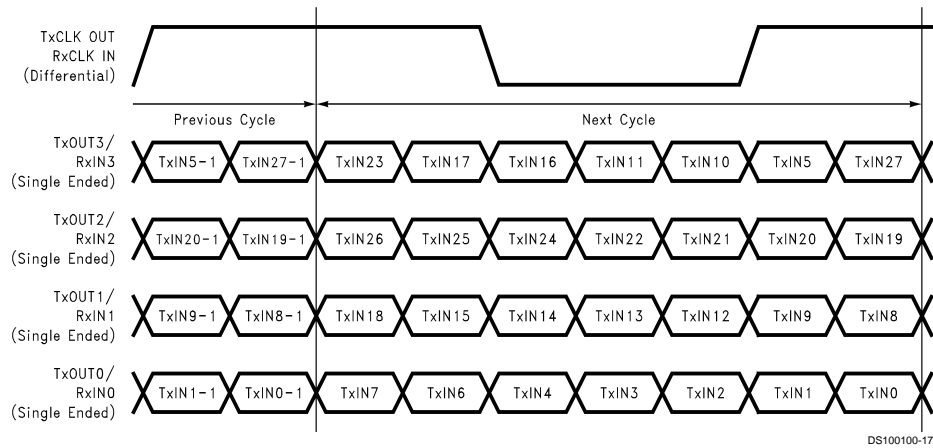 TxCLK OUT
RxCLK IN
(Differential)
Previous Cycle
Next Cycle
TxOUT3/
RxIN3
(Single Ended)
TxIN5-1 TxIN27-1 TxIN23 TxIN17 TxIN16 TxIN11 TxIN10 TxIN5 TxIN27
TxOUT2/
RxIN2
(Single Ended)
TxIN20-1 TxIN19-1 TxIN26 TxIN25 TxIN24 TxIN22 TxIN21 TxIN20 TxIN19
TxOUT1/
RxIN1
(Single Ended)
TxIN9-1 TxIN8-1 TxIN18 TxIN15 TxIN14 TxIN13 TxIN12 TxIN9 TxIN8
TxOUT0/
RxIN0
(Single Ended)
TxIN1-1 TxIN0-1 TxIN7 TxIN6 TxIN4 TxIN3 TxIN2 TxIN1 TxIN0
DS100100-17